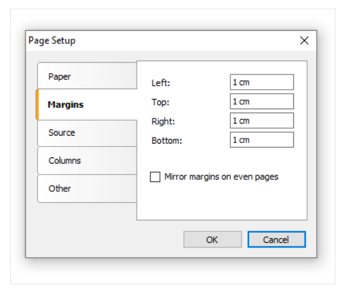 Page Setup
Paper
Margins
Source
Columns
Other
Left: 1 cm
Top: 1 cm
Right: 1 cm
Bottom: 1 cm
Mirror margins on even pages
OK Cancel